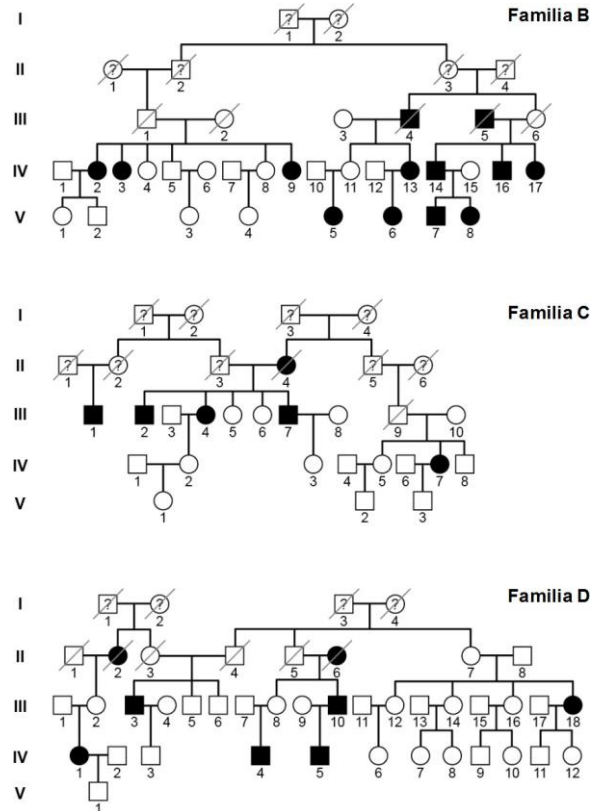 I Familia B
? ?
1 2
II ? ? ? ?
1 2 3 4
III
1 2 3 4 5 6
IV
1 2 3 4 5 6 7 8 9 10 11 12 13 14 15 16 17
V
1 2 3 4 5 6 7 8
I Familia C
? ? ? ?
1 2 3 4
II ? ? ? ? ?
1 2 3 4 5 6
III
1 2 3 4 5 6 7 8 9 10
IV
1 2 3 4 5 6 7 8
V
1 2 3
I Familia D
? ? ? ?
1 2 3 4
II
1 2 3 4 5 6 7 8
III
1 2 3 4 5 6 7 8 9 10 11 12 13 14 15 16 17 18
IV
1 2 3 4 5 6 7 8 9 10 11 12
V
1